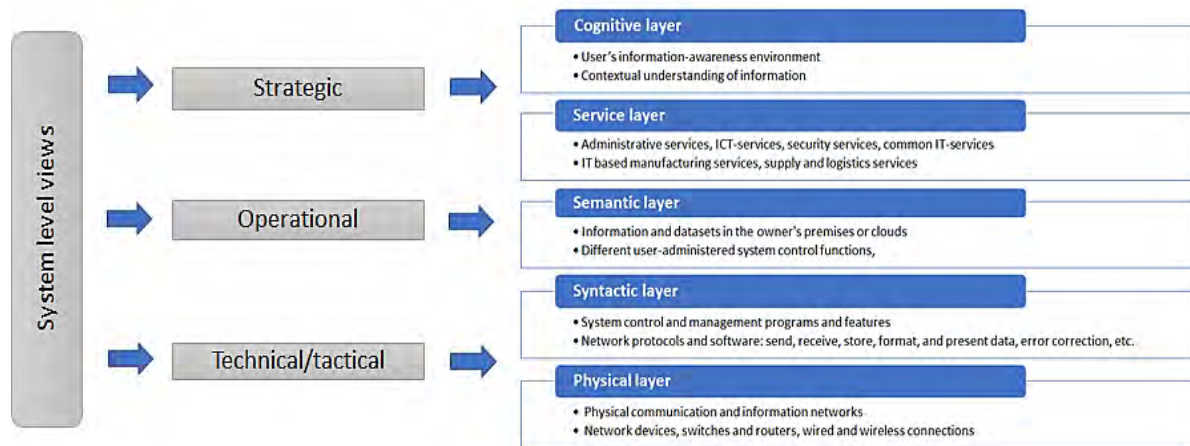 System level views
Strategic
Operational
Technical/tactical
Cognitive layer
• User's information-awareness environment
• Contextual understanding of information
Service layer
• Administrative services, ICT-services, security services, common IT-services
• IT based manufacturing services, supply and logistics services
Semantic layer
• Information and datasets in the owner's premises or clouds
• Different user-administered system control functions,
Syntactic layer
• System control and management programs and features
• Network protocols and software: send, receive, store, format, and present data, error correction, etc.
Physical layer
• Physical communication and information networks
• Network devices, switches and routers, wired and wireless connections